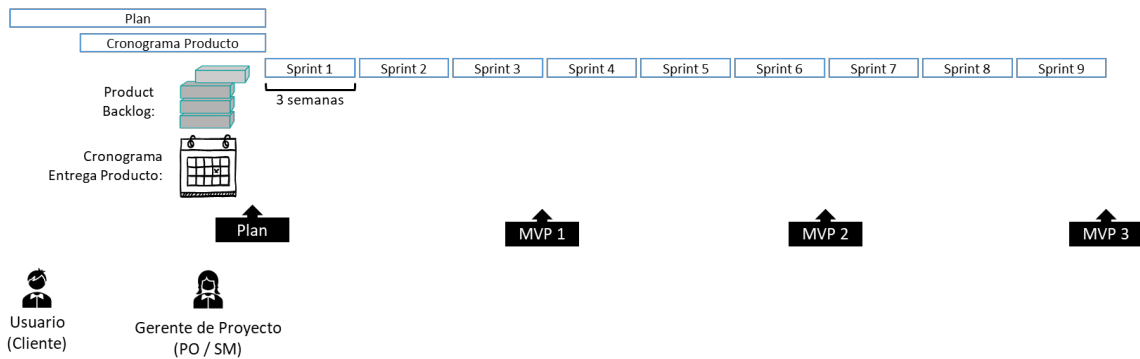 Plan
Cronograma Producto
Sprint 1 Sprint 2 Sprint 3 Sprint 4 Sprint 5 Sprint 6 Sprint 7 Sprint 8 Sprint 9
Product
Backlog:
3 semanas
Cronograma
Entrega Producto:
Plan MVP 1 MVP 2 MVP 3
Usuario
(Cliente)
Gerente de Proyecto
(PO / SM)